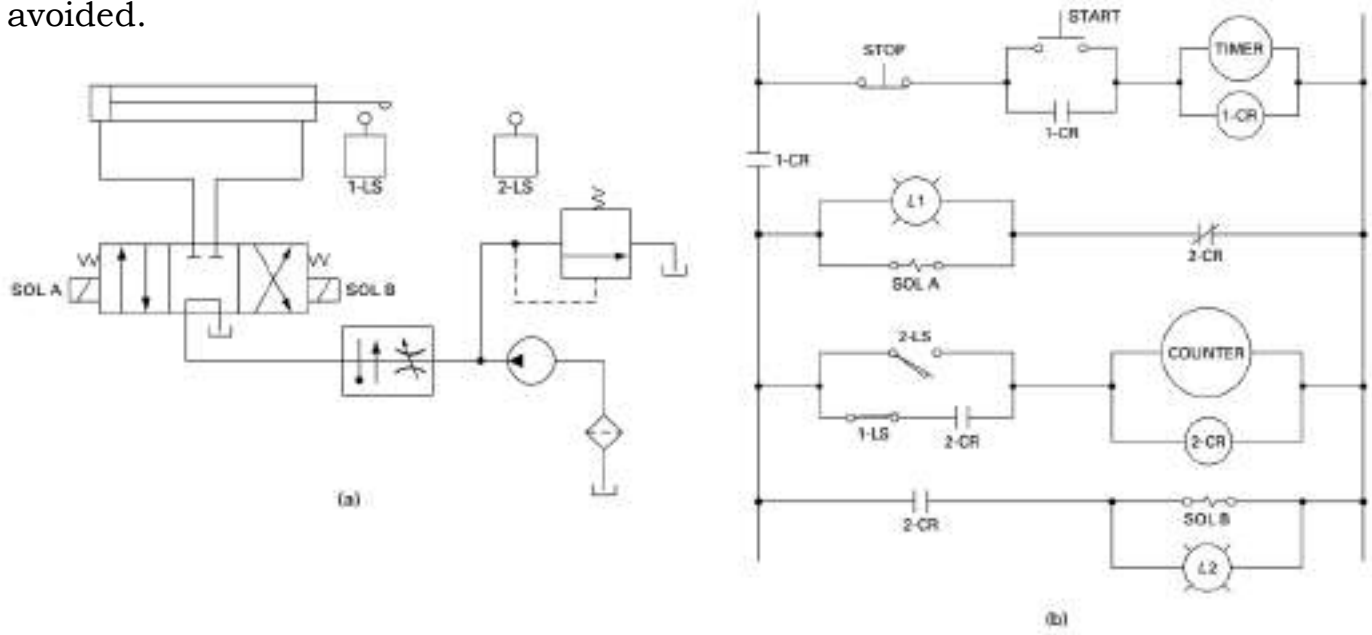 avoided.
1-LS
2-LS
SOL A
SOL B
(a)
START
STOP
TIMER
1-CR
1-CR
1-CR
L1
2-CR
SOL A
2-LS
COUNTER
1-LS
2-CR
2-CR
2-CR
SOL B
L2
(b)